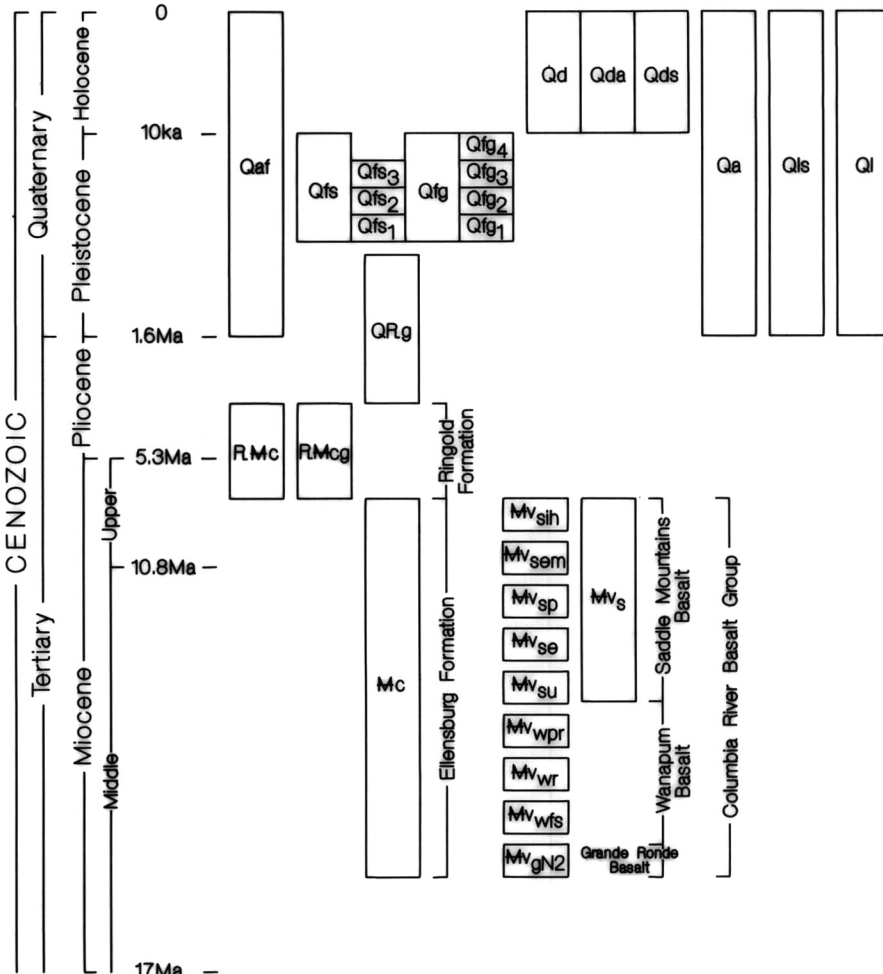 CENOZOIC
Quaternary
Tertiary
Holocene
Pleistocene
Pliocene
Miocene
Upper
Middle
0
10ka
1.6Ma
5.3Ma
10.8Ma
17Ma
Qaf
Qfs
Qfs3
Qfs2
Qfs1
Qfg
Qfg4
Qfg3
Qfg2
Qfg1
Qd
Qda
Qds
Qa
Qls
Ql
QRg
RMc
RMcg
Ringold
Formation
Mc
Ellensburg Formation
Mvsih
Mvsem
Mvsp
Mvse
Mvsu
Mvwpr
Mvwr
Mvwfs
MvgN2
Mvs
Saddle Mountains
Basalt
Wanapum
Basalt
Grande Ronde
Basalt
Columbia River Basalt Group